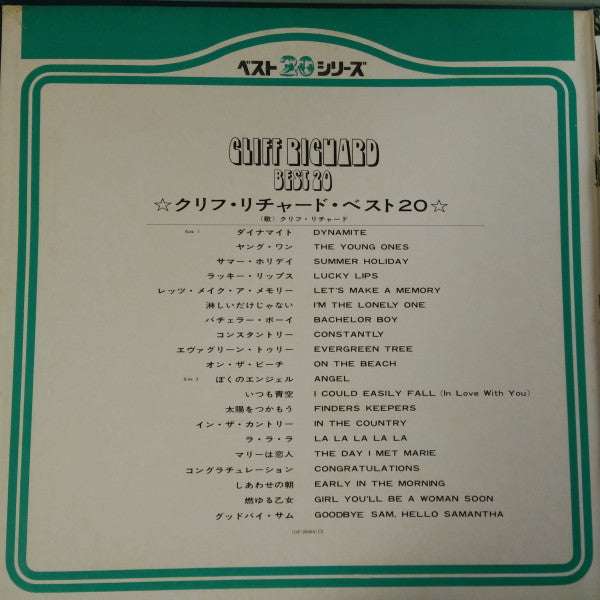 ベスト20シリーズ
CLIFF RICHARD
BEST 20
☆クリフ・リチャード・ベスト20☆
(歌) クリフ・リチャード
Side 1 ダイナマイト DYNAMITE
ヤング・ワン THE YOUNG ONES
サマー・ホリデイ SUMMER HOLIDAY
ラッキー・リップス LUCKY LIPS
レッツ・メイク・ア・メモリー LET'S MAKE A MEMORY
淋しいだけじゃない I'M THE LONELY ONE
バチェラー・ボーイ BACHELOR BOY
コンスタントリー CONSTANTLY
エヴァグリーン・トゥリー EVERGREEN TREE
オン・ザ・ビーチ ON THE BEACH
Side 2 ぼくのエンジェル ANGEL
いつも青空 I COULD EASILY FALL (In Love With You)
太陽をつかもう FINDERS KEEPERS
イン・ザ・カントリー IN THE COUNTRY
ラ・ラ・ラ LA LA LA LA LA
マリーは恋人 THE DAY I MET MARIE
コングラチュレーション CONGRATULATIONS
しあわせの朝 EARLY IN THE MORNING
燃ゆる乙女 GIRL YOU'LL BE A WOMAN SOON
グッドバイ・サム GOODBYE SAM, HELLO SAMANTHA